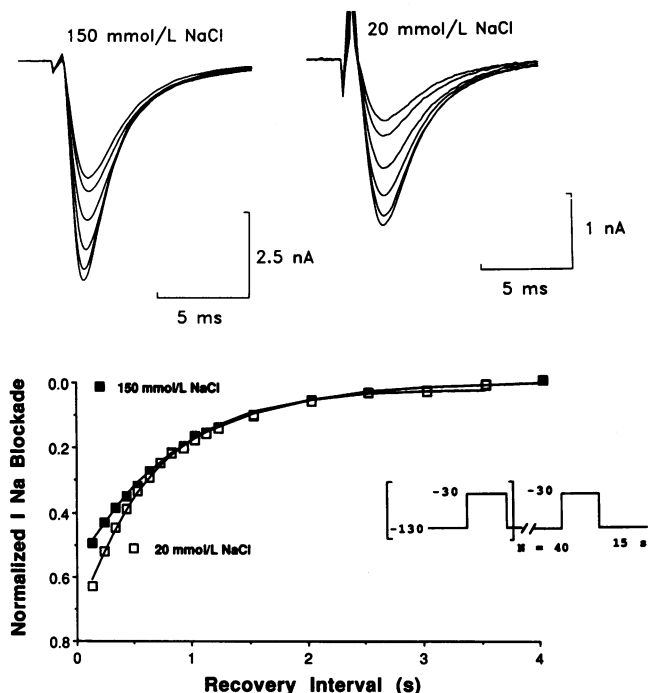 150 mmol/L NaCl
20 mmol/L NaCl
2.5 nA
5 ms
1 nA
5 ms
Normalized I Na Blockade
0.0
0.2
0.4
0.6
0.8
150 mmol/L NaCl
20 mmol/L NaCl
-30
-30
-130
N = 40
15 s
0
1
2
3
4
Recovery Interval (s)